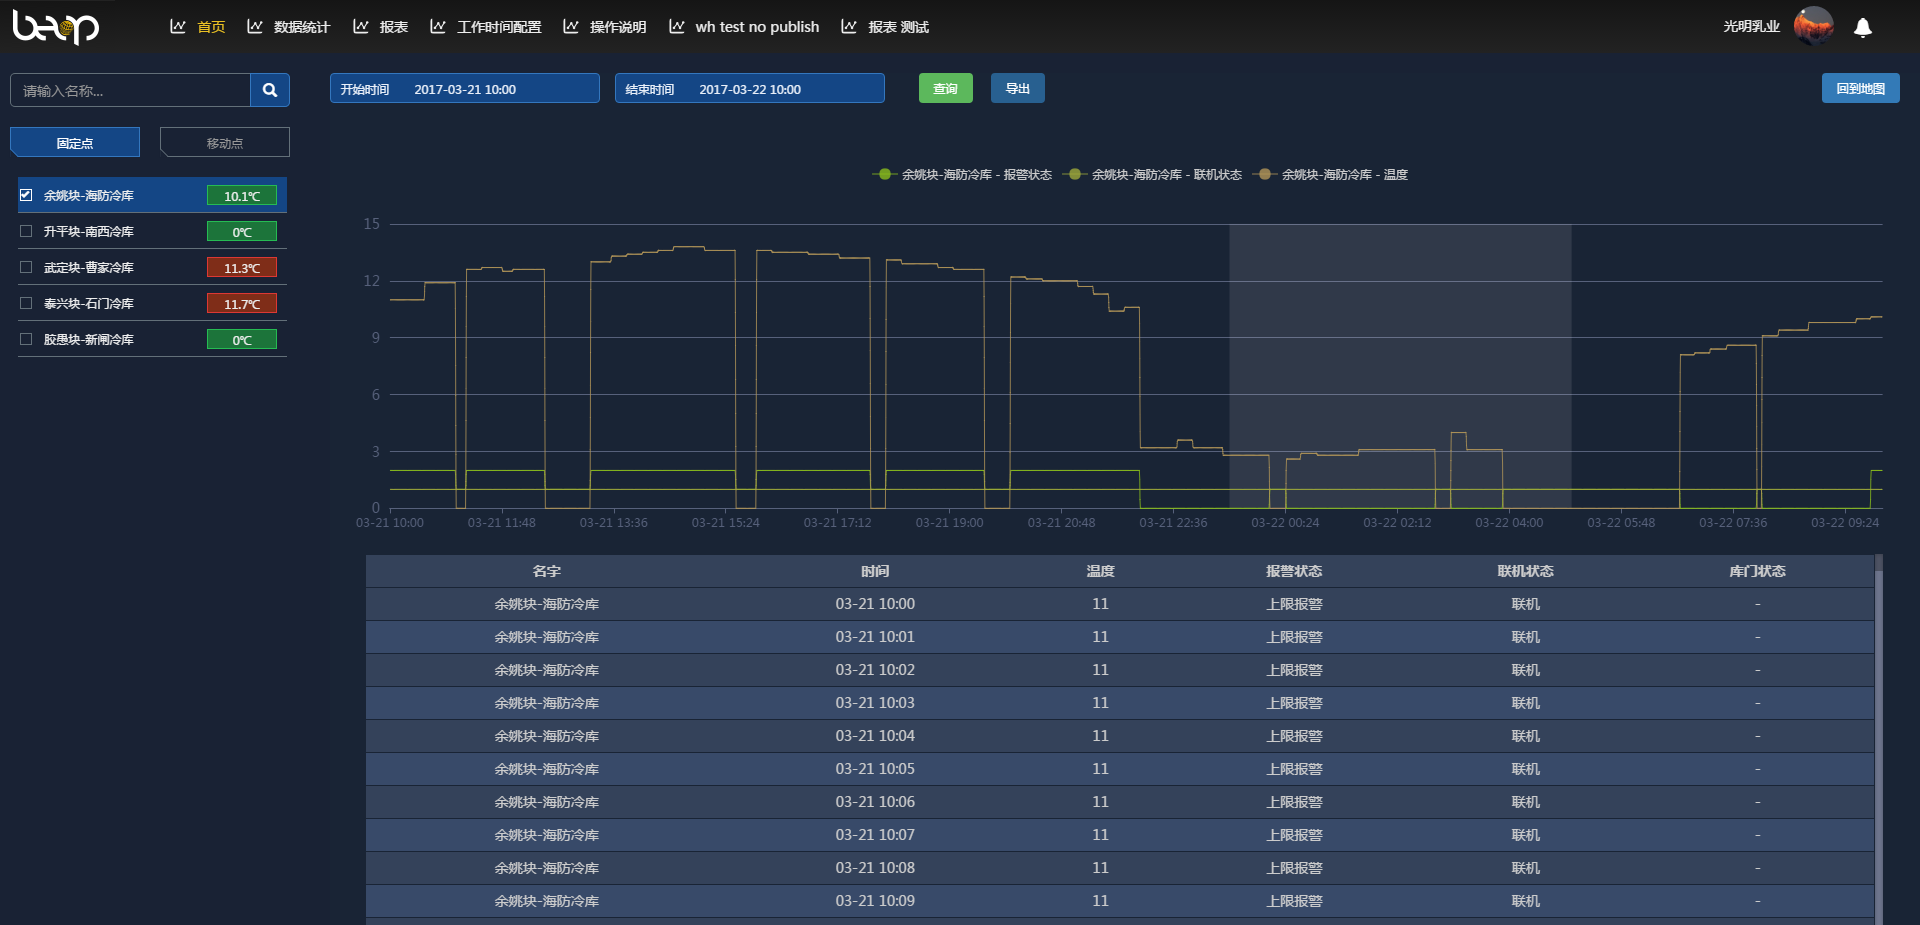 beop 首页 数据统计 报表 工作时间配置 操作说明 wh test no publish 报表 测试 光明乳业
请输入名称...
开始时间 2017-03-21 10:00 结束时间 2017-03-22 10:00 查询 导出 回到地图
固定点 移动点
余姚块-海防冷库 10.1℃
升平块-南西冷库 0℃
武定块-曹家冷库 11.3℃
泰兴块-石门冷库 11.7℃
胶愚块-新闸冷库 0℃
余姚块-海防冷库 - 报警状态 余姚块-海防冷库 - 联机状态 余姚块-海防冷库 - 温度
15
12
9
6
3
0
03-21 10:00 03-21 11:48 03-21 13:36 03-21 15:24 03-21 17:12 03-21 19:00 03-21 20:48 03-21 22:36 03-22 00:24 03-22 02:12 03-22 04:00 03-22 05:48 03-22 07:36 03-22 09:24
名字 时间 温度 报警状态 联机状态 库门状态
余姚块-海防冷库 03-21 10:00 11 上限报警 联机 -
余姚块-海防冷库 03-21 10:01 11 上限报警 联机 -
余姚块-海防冷库 03-21 10:02 11 上限报警 联机 -
余姚块-海防冷库 03-21 10:03 11 上限报警 联机 -
余姚块-海防冷库 03-21 10:04 11 上限报警 联机 -
余姚块-海防冷库 03-21 10:05 11 上限报警 联机 -
余姚块-海防冷库 03-21 10:06 11 上限报警 联机 -
余姚块-海防冷库 03-21 10:07 11 上限报警 联机 -
余姚块-海防冷库 03-21 10:08 11 上限报警 联机 -
余姚块-海防冷库 03-21 10:09 11 上限报警 联机 -